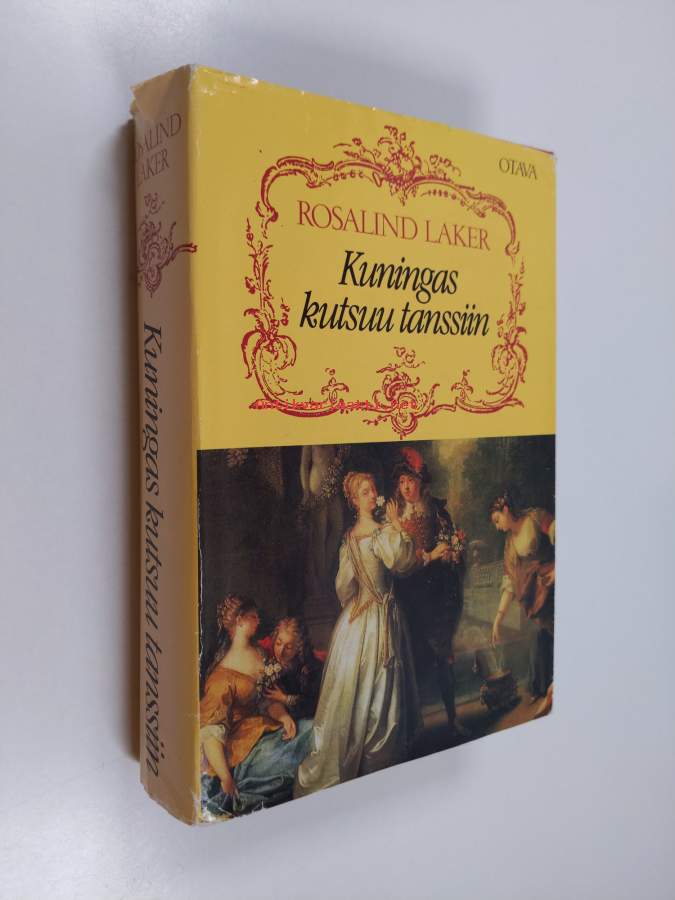 OTAVA
ROSALIND LAKER
Kuningas
kutsuu tanssiin
ROSALIND
LAKER
Kuningas kutsuu tanssiin